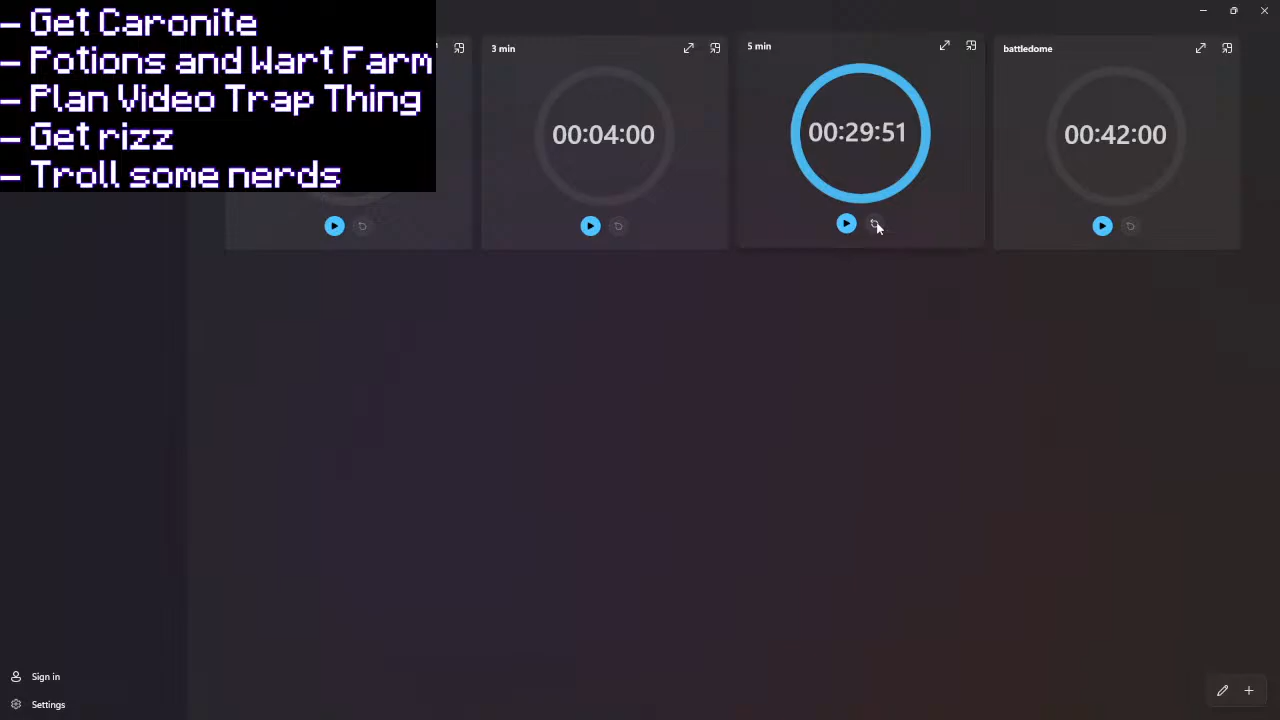 - Get Caronite
- Potions and Wart Farm
- Plan Video Trap Thing
- Get rizz
- Troll some nerds
3 min
5 min
battledome
00:04:00
00:29:51
00:42:00
Sign in
Settings